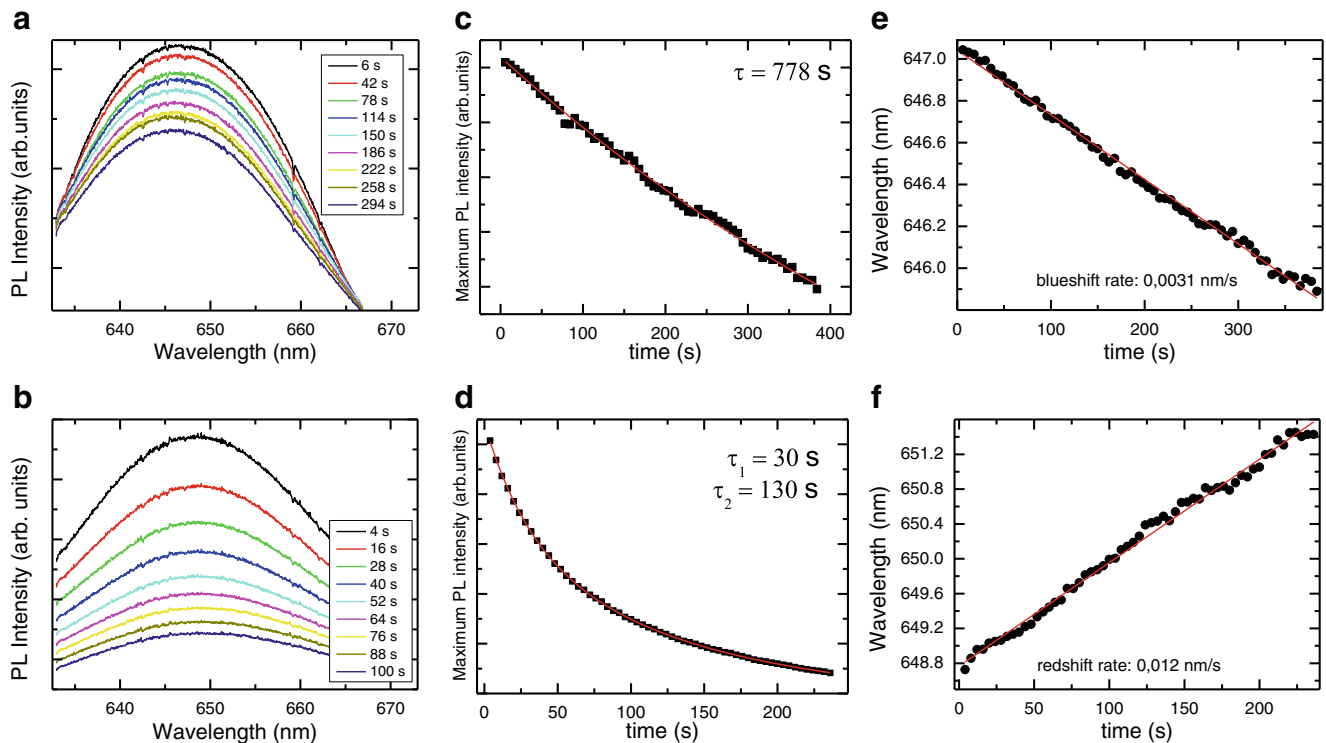 a
PL Intensity (arb.units)
6 s
42 s
78 s
114 s
150 s
186 s
222 s
258 s
294 s
640
650
660
670
Wavelength (nm)
c
Maximum PL intensity (arb.units)
τ = 778 s
0
100
200
300
400
time (s)
e
Wavelength (nm)
647.0
646.8
646.6
646.4
646.2
646.0
blueshift rate: 0,0031 nm/s
0
100
200
300
time (s)
b
PL Intensity (arb. units)
4 s
16 s
28 s
40 s
52 s
64 s
76 s
88 s
100 s
640
650
660
670
Wavelength (nm)
d
Maximum PL intensity (arb.units)
τ1 = 30 s
τ2 = 130 s
0
50
100
150
200
time (s)
f
Wavelength (nm)
651.2
650.8
650.4
650.0
649.6
649.2
648.8
redshift rate: 0,012 nm/s
0
50
100
150
200
time (s)